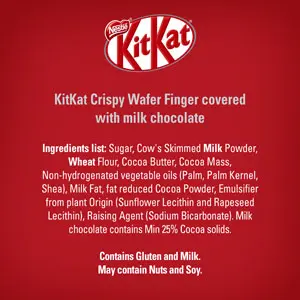 Nestlé
KitKat
KitKat Crispy Wafer Finger covered
with milk chocolate
Ingredients list: Sugar, Cow's Skimmed Milk Powder,
Wheat Flour, Cocoa Butter, Cocoa Mass,
Non-hydrogenated vegetable oils (Palm, Palm Kernel,
Shea), Milk Fat, fat reduced Cocoa Powder, Emulsifier
from plant Origin (Sunflower Lecithin and Rapeseed
Lecithin), Raising Agent (Sodium Bicarbonate). Milk
chocolate contains Min 25% Cocoa solids.
Contains Gluten and Milk.
May contain Nuts and Soy.